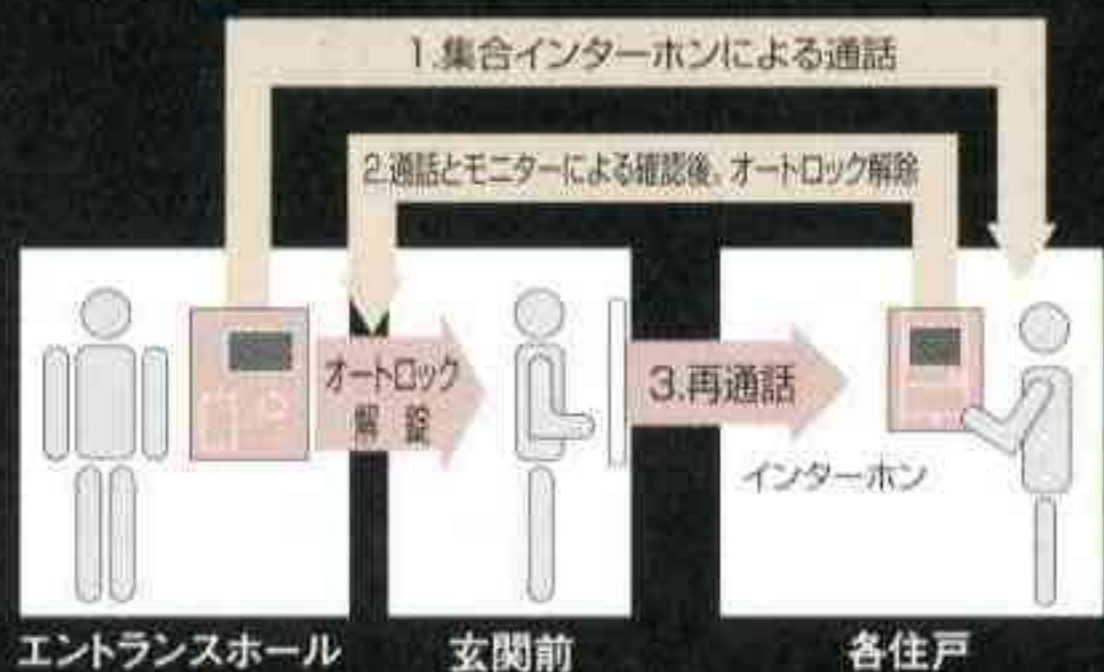 1.集合インターホンによる通話
2.通話とモニターによる確認後、オートロック解除
オートロック
解 錠
3.再通話
インターホン
エントランスホール
玄関前
各住戸